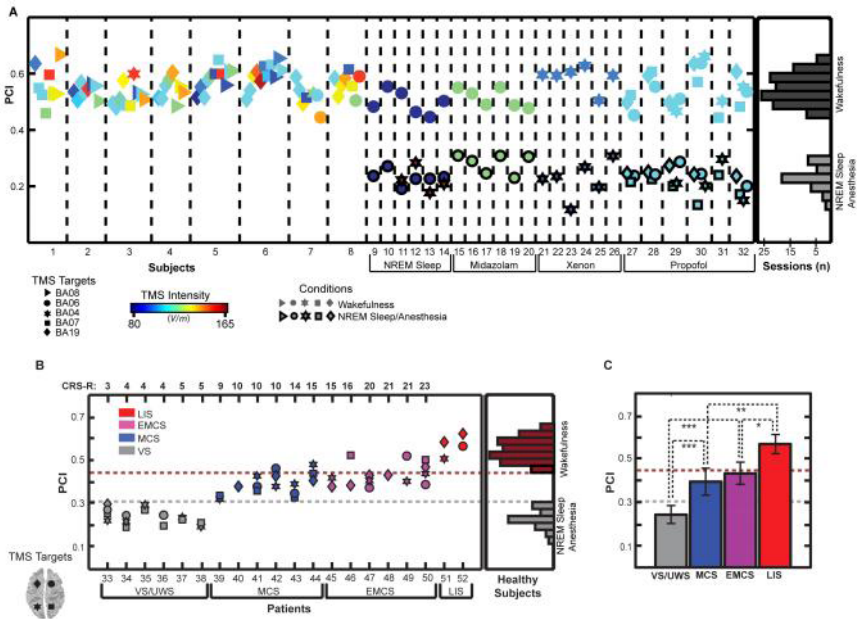 A
PCI
0.6
0.4
0.2
Wakefulness
NREM Sleep
Anesthesia
1 2 3 4 5 6 7 8 9 10 11 12 13 14 15 16 17 18 19 20 21 22 23 24 25 26 27 28 29 30 31 32
25 15 5
Subjects
NREM Sleep Midazolam Xenon Propofol
Sessions (n)
TMS Targets
BA08
BA06
BA04
BA07
BA19
TMS Intensity
(V/m)
80 165
Conditions
Wakefulness
NREM Sleep/Anesthesia
B
CRS-R: 3 4 4 4 5 5 9 10 10 10 14 15 15 16 20 21 21 23
PCI
0.7
0.5
0.3
0.1
LIS
EMCS
MCS
VS
Wakefulness
NREM Sleep
Anesthesia
TMS Targets
33 34 35 36 37 38 39 40 41 42 43 44 45 46 47 48 49 50 51 52
VS/UWS MCS EMCS LIS
Patients
Healthy
Subjects
C
PCI
0.7
0.5
0.3
0.1
**
*** *
***
VS/UWS MCS EMCS LIS